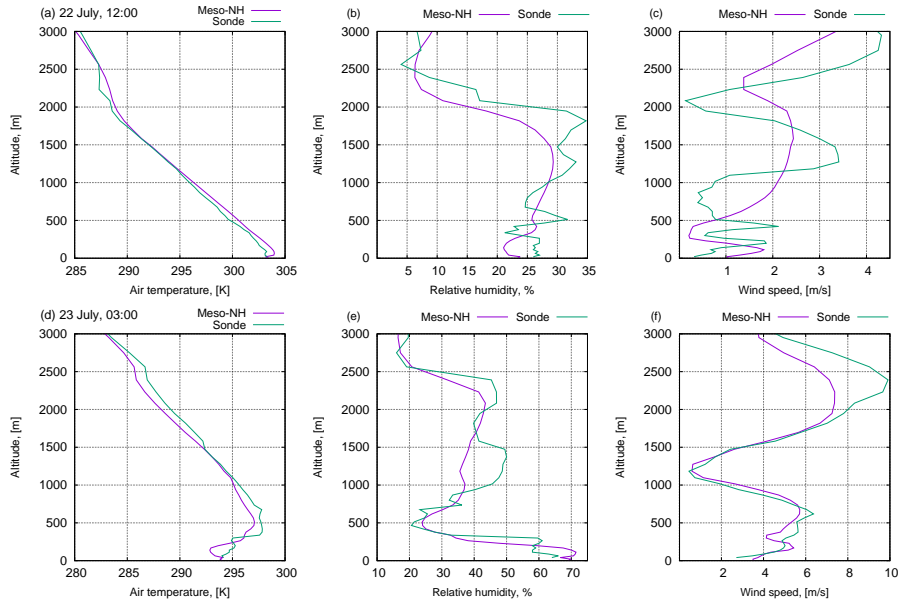 (a) 22 July, 12:00
Meso-NH
Sonde
3000
2500
2000
1500
1000
500
0
Altitude, [m]
285 290 295 300 305
Air temperature, [K]
(b)
Meso-NH
Sonde
3000
2500
2000
1500
1000
500
0
Altitude, [m]
5 10 15 20 25 30 35
Relative humidity, %
(c)
Meso-NH
Sonde
3000
2500
2000
1500
1000
500
0
Altitude, [m]
1 2 3 4
Wind speed, [m/s]
(d) 23 July, 03:00
Meso-NH
Sonde
3000
2500
2000
1500
1000
500
0
Altitude, [m]
280 285 290 295 300
Air temperature, [K]
(e)
Meso-NH
Sonde
3000
2500
2000
1500
1000
500
0
Altitude, [m]
10 20 30 40 50 60 70
Relative humidity, %
(f)
Meso-NH
Sonde
3000
2500
2000
1500
1000
500
0
Altitude, [m]
2 4 6 8 10
Wind speed, [m/s]